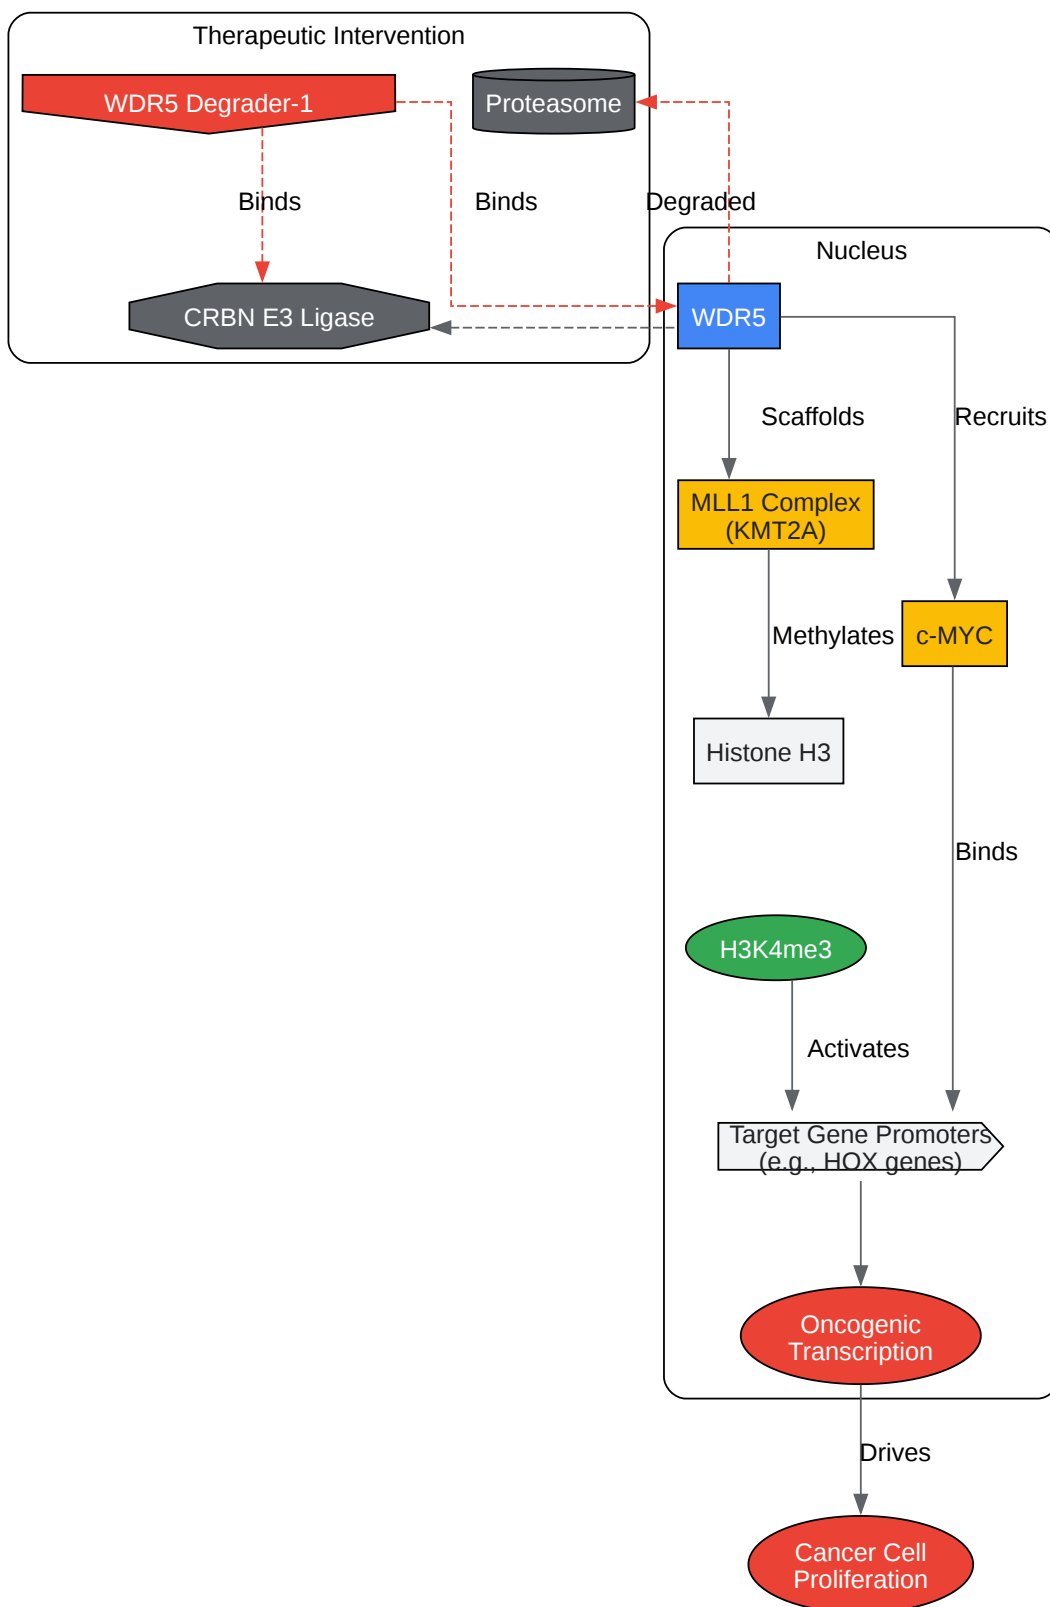 Therapeutic Intervention
WDR5 Degrader-1
Proteasome
Binds
Binds
Degraded
Nucleus
CRBN E3 Ligase
WDR5
Scaffolds
Recruits
MLL1 Complex
(KMT2A)
Methylates
c-MYC
Histone H3
Binds
H3K4me3
Activates
Target Gene Promoters
(e.g., HOX genes)
Oncogenic
Transcription
Drives
Cancer Cell
Proliferation